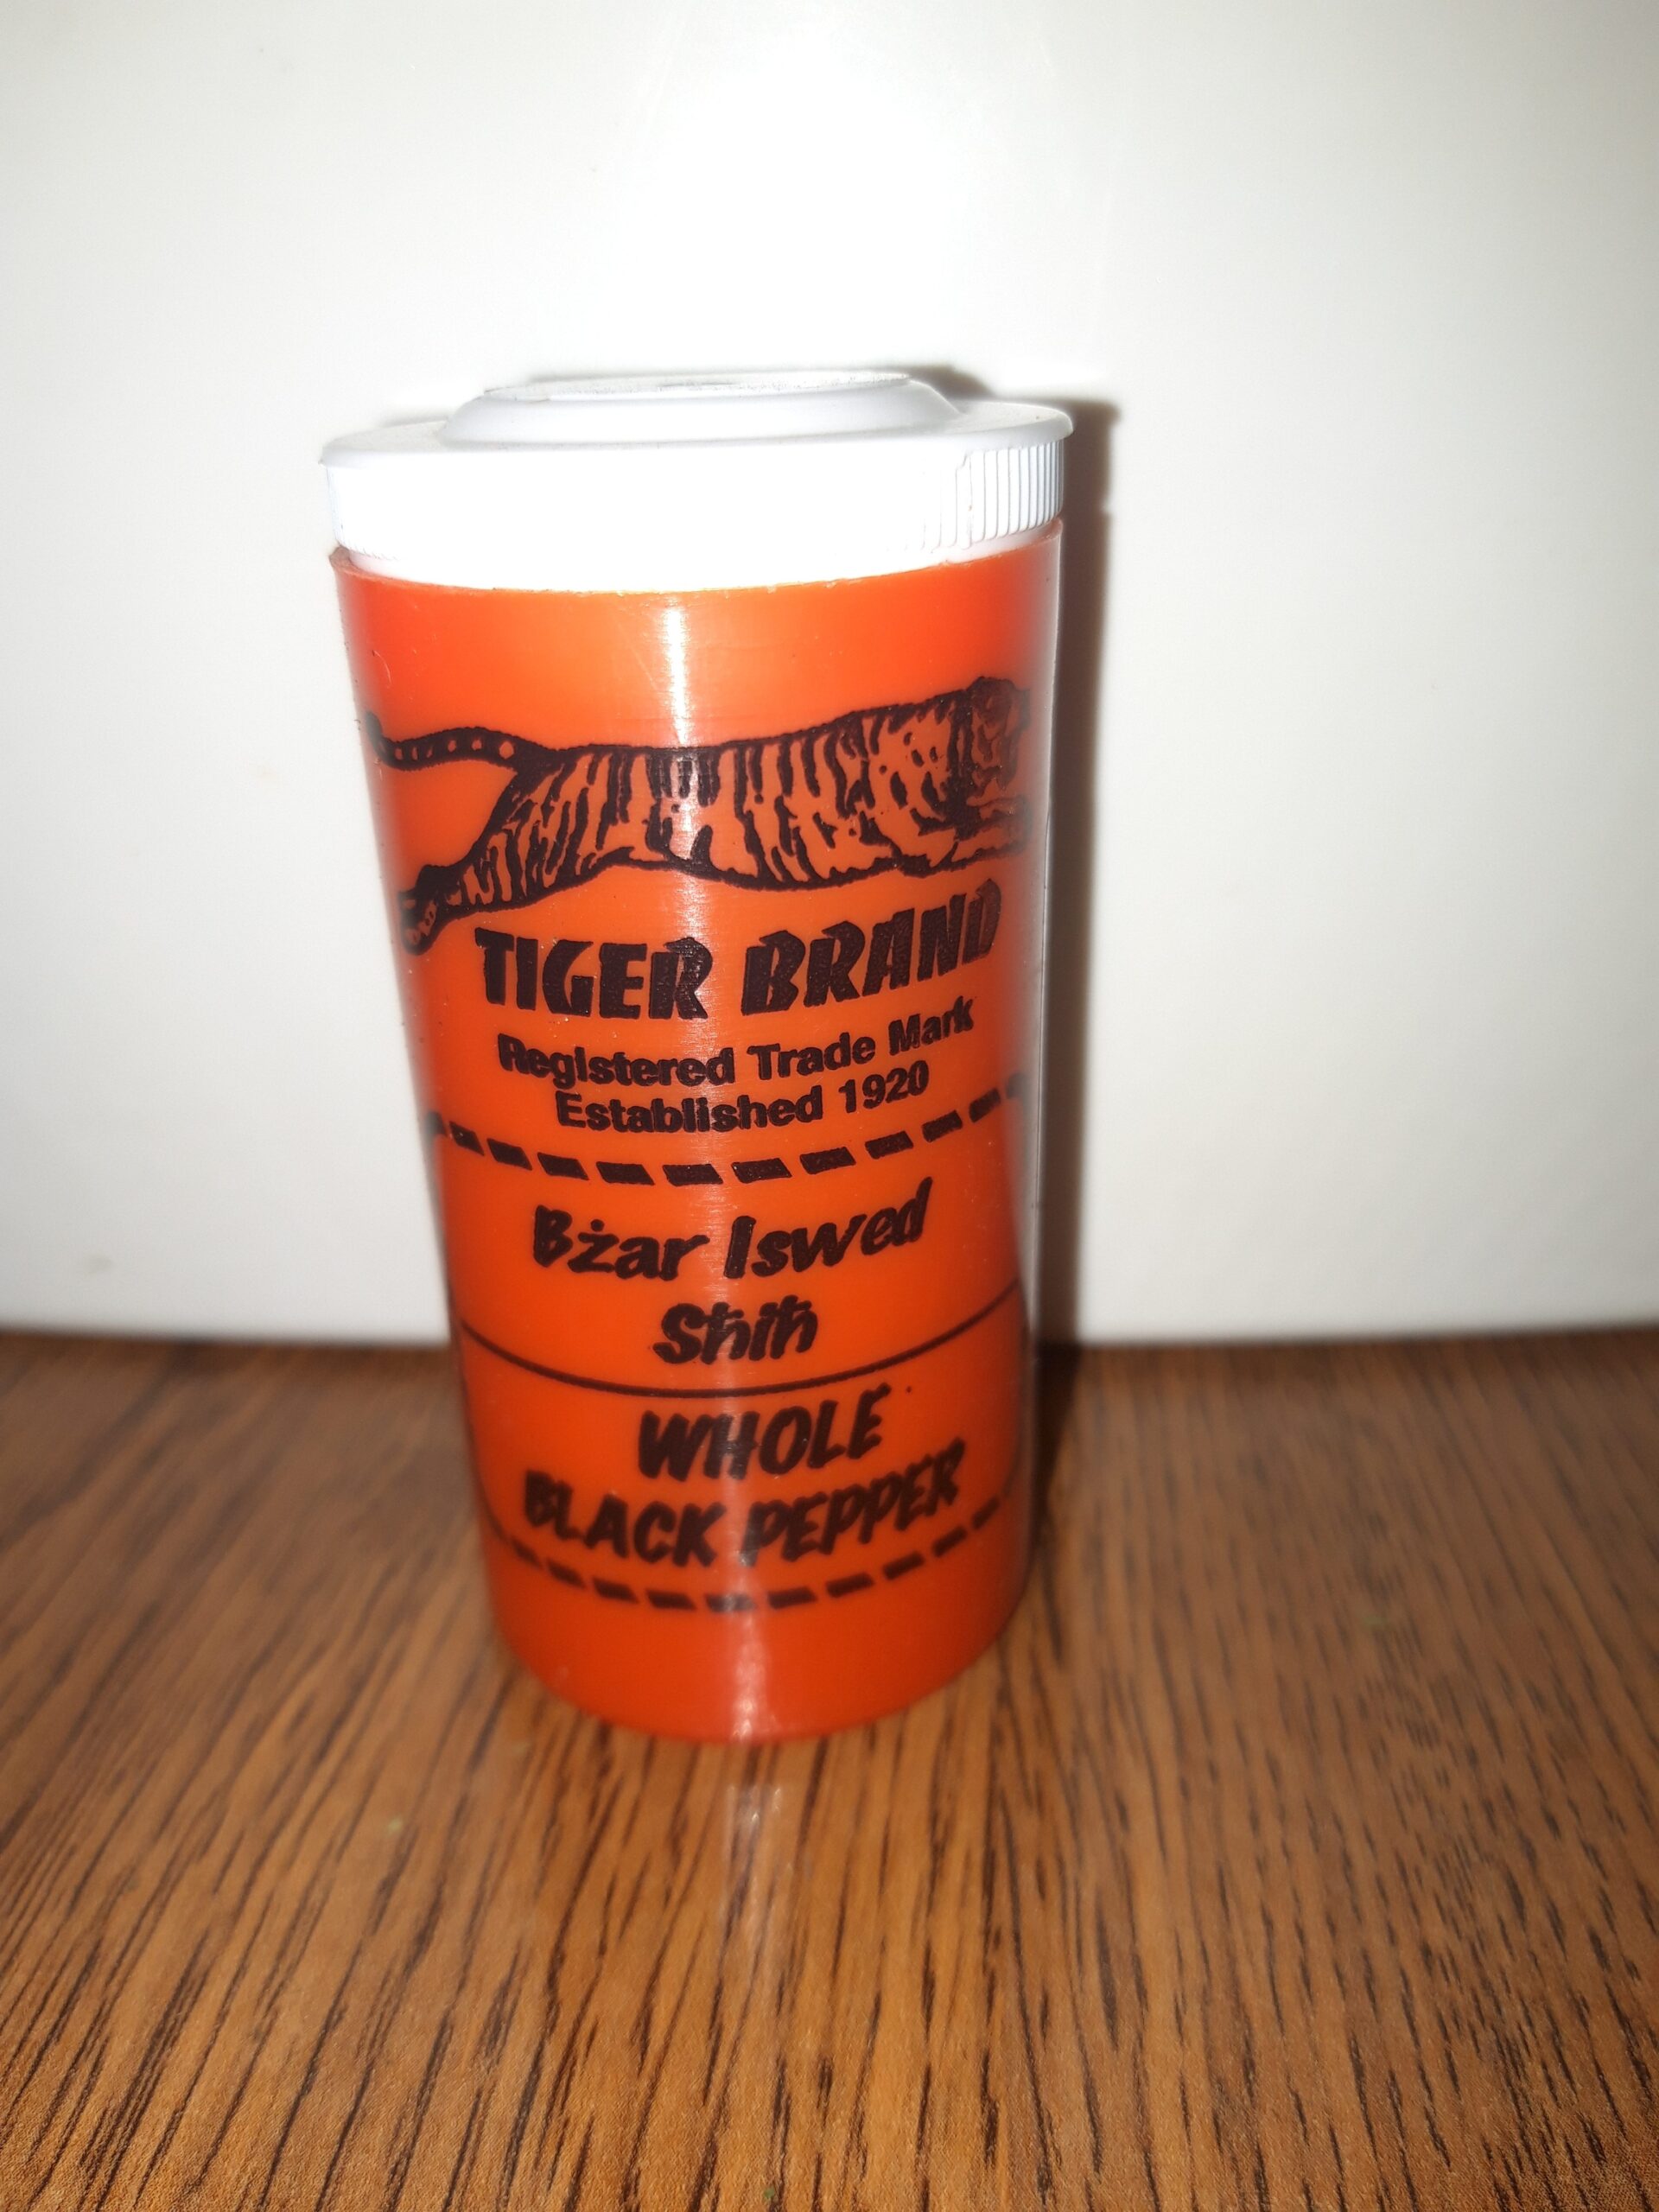 TIGER BRAND
Registered Trade Mark
Established 1920
Bżar Iswed
Sħiħ
WHOLE
BLACK PEPPER